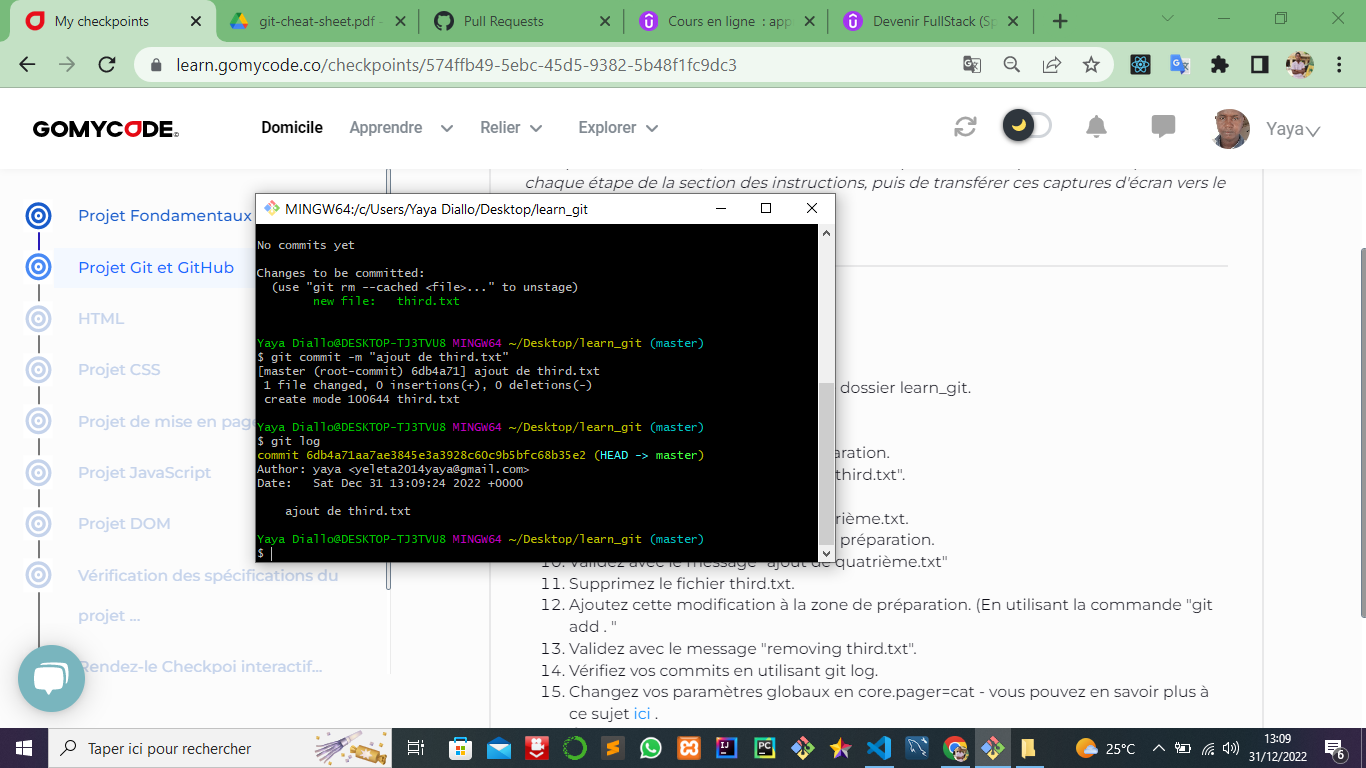 My checkpoints
git-cheat-sheet.pdf -
Pull Requests
Cours en ligne : app
Devenir FullStack (Sp
learn.gomycode.co/checkpoints/574ffb49-5ebc-45d5-9382-5b48f1fc9dc3
GOMYCODE
Domicile
Apprendre
Relier
Explorer
Yaya
chaque étape de la section des instructions, puis de transférer ces captures d'écran vers le
Projet Fondamentaux
Projet Git et GitHub
HTML
Projet CSS
Projet de mise en page
Projet JavaScript
Projet DOM
Vérification des spécifications du
projet ...
Rendez-le Checkpoi interactif...
MINGW64:/c/Users/Yaya Diallo/Desktop/learn_git
No commits yet
Changes to be committed:
(use "git rm --cached <file>..." to unstage)
new file: third.txt
Yaya Diallo@DESKTOP-TJ3TVU8 MINGW64 ~/Desktop/learn_git (master)
$ git commit -m "ajout de third.txt"
[master (root-commit) 6db4a71] ajout de third.txt
1 file changed, 0 insertions(+), 0 deletions(-)
create mode 100644 third.txt
Yaya Diallo@DESKTOP-TJ3TVU8 MINGW64 ~/Desktop/learn_git (master)
$ git log
commit 6db4a71aa7ae3845e3a3928c60c9b5bfc68b35e2 (HEAD -> master)
Author: yaya <yeleta2014yaya@gmail.com>
Date: Sat Dec 31 13:09:24 2022 +0000
ajout de third.txt
Yaya Diallo@DESKTOP-TJ3TVU8 MINGW64 ~/Desktop/learn_git (master)
$
dossier learn_git.
aration.
third.txt".
rième.txt.
préparation.
10. Validez avec le message "ajout de quatrième.txt"
11. Supprimez le fichier third.txt.
12. Ajoutez cette modification à la zone de préparation. (En utilisant la commande "git
add . "
13. Validez avec le message "removing third.txt".
14. Vérifiez vos commits en utilisant git log.
15. Changez vos paramètres globaux en core.pager=cat - vous pouvez en savoir plus à
ce sujet ici .
Taper ici pour rechercher
25°C
13:09
31/12/2022
6